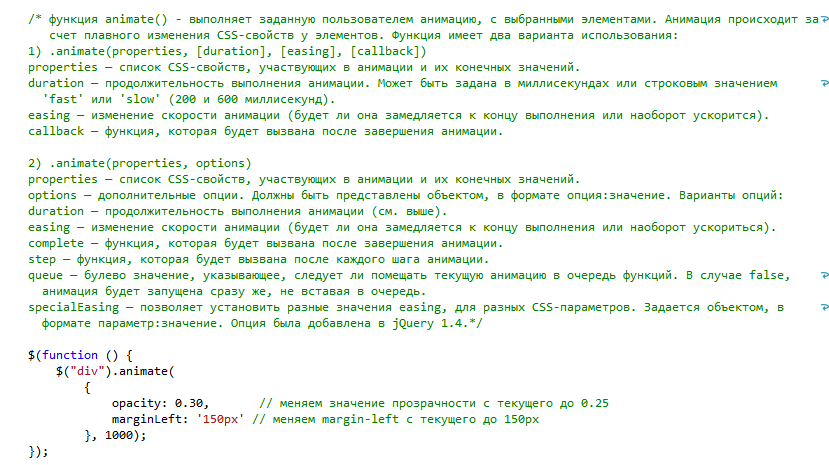 /* функция animate() - выполняет заданную пользователем анимацию, с выбранными элементами. Анимация происходит за
счет плавного изменения CSS-свойств у элементов. Функция имеет два варианта использования:
1) .animate(properties, [duration], [easing], [callback])
properties — список CSS-свойств, участвующих в анимации и их конечных значений.
duration — продолжительность выполнения анимации. Может быть задана в миллисекундах или строковым значением
'fast' или 'slow' (200 и 600 миллисекунд).
easing — изменение скорости анимации (будет ли она замедляется к концу выполнения или наоборот ускорится).
callback — функция, которая будет вызвана после завершения анимации.
2) .animate(properties, options)
properties — список CSS-свойств, участвующих в анимации и их конечных значений.
options — дополнительные опции. Должны быть представлены объектом, в формате опция:значение. Варианты опций:
duration — продолжительность выполнения анимации (см. выше).
easing — изменение скорости анимации (будет ли она замедляется к концу выполнения или наоборот ускориться).
complete — функция, которая будет вызвана после завершения анимации.
step — функция, которая будет вызвана после каждого шага анимации.
queue — булево значение, указывающее, следует ли помещать текущую анимацию в очередь функций. В случае false,
анимация будет запущена сразу же, не вставая в очередь.
specialEasing — позволяет установить разные значения easing, для разных CSS-параметров. Задается объектом, в
формате параметр:значение. Опция была добавлена в jQuery 1.4.*/
$(function () {
$("div").animate(
{
opacity: 0.30, // меняем значение прозрачности с текущего до 0.25
marginLeft: '150px' // меняем margin-left с текущего до 150px
}, 1000);
});